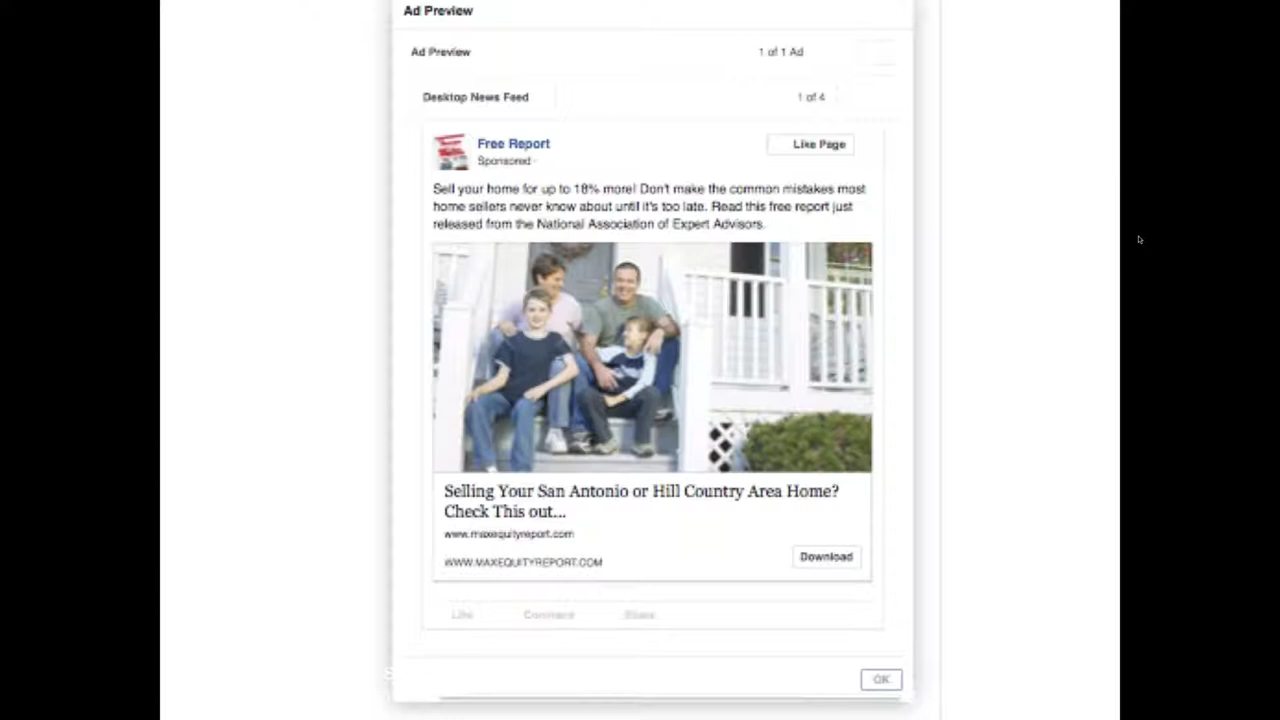 Ad Preview
Ad Preview
1 of 1 Ad
Desktop News Feed
1 of 4
Free Report
Like Page
Sponsored ·
Sell your home for up to 18% more! Don't make the common mistakes most
home sellers never know about until it's too late. Read this free report just
released from the National Association of Expert Advisors.
Selling Your San Antonio or Hill Country Area Home?
Check This out...
www.maxequityreport.com
Download
WWW.MAXEQUITYREPORT.COM
Like
Comment
Share
OK